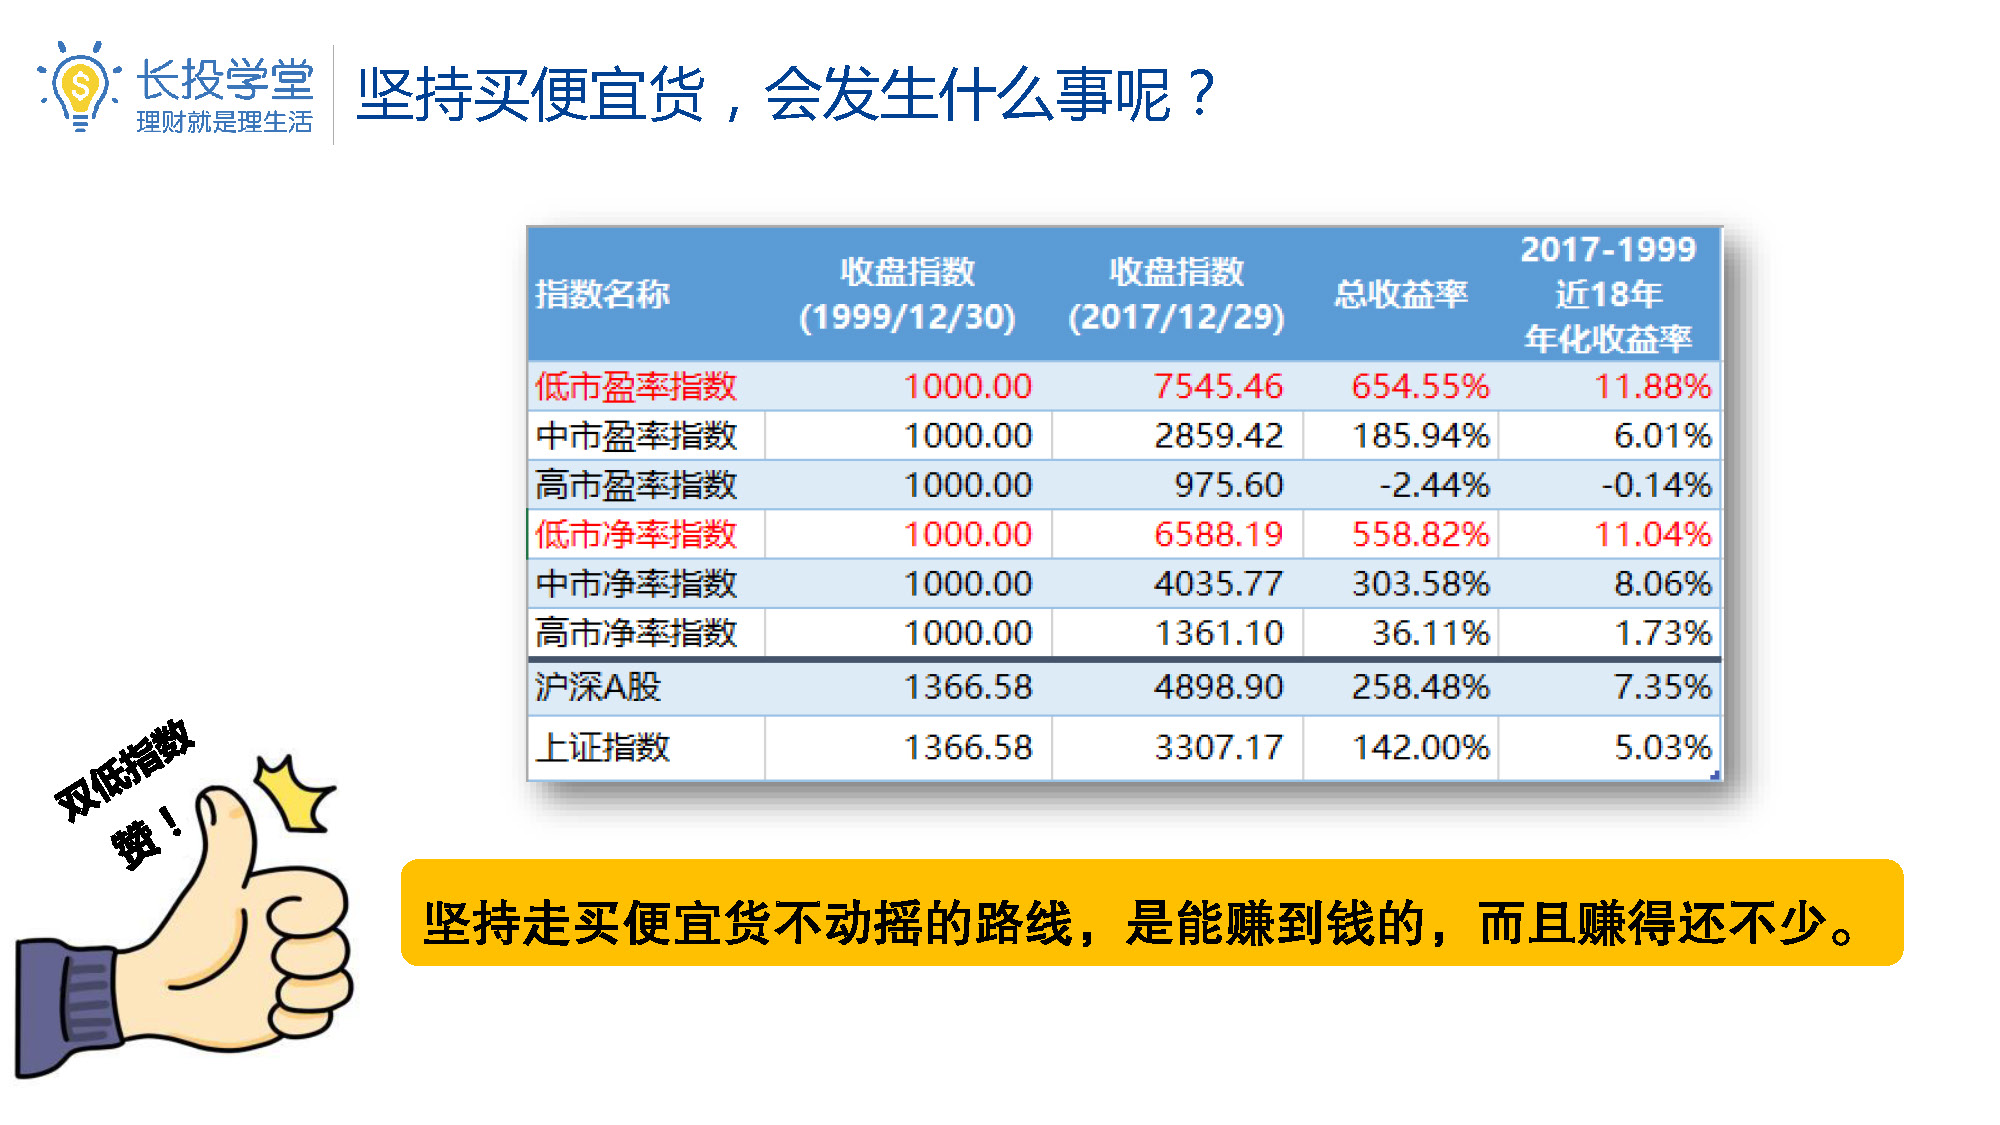 长投学堂
理财就是理生活
坚持买便宜货，会发生什么事呢？
指数名称 收盘指数 (1999/12/30) 收盘指数 (2017/12/29) 总收益率 2017-1999 近18年 年化收益率
低市盈率指数 1000.00 7545.46 654.55% 11.88%
中市盈率指数 1000.00 2859.42 185.94% 6.01%
高市盈率指数 1000.00 975.60 -2.44% -0.14%
低市净率指数 1000.00 6588.19 558.82% 11.04%
中市净率指数 1000.00 4035.77 303.58% 8.06%
高市净率指数 1000.00 1361.10 36.11% 1.73%
沪深A股 1366.58 4898.90 258.48% 7.35%
上证指数 1366.58 3307.17 142.00% 5.03%
双低指数
赞！
坚持走买便宜货不动摇的路线，是能赚到钱的，而且赚得还不少。